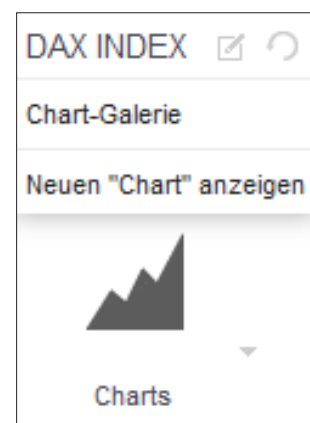 DAX INDEX
Chart-Galerie
Neuen "Chart" anzeigen
Charts